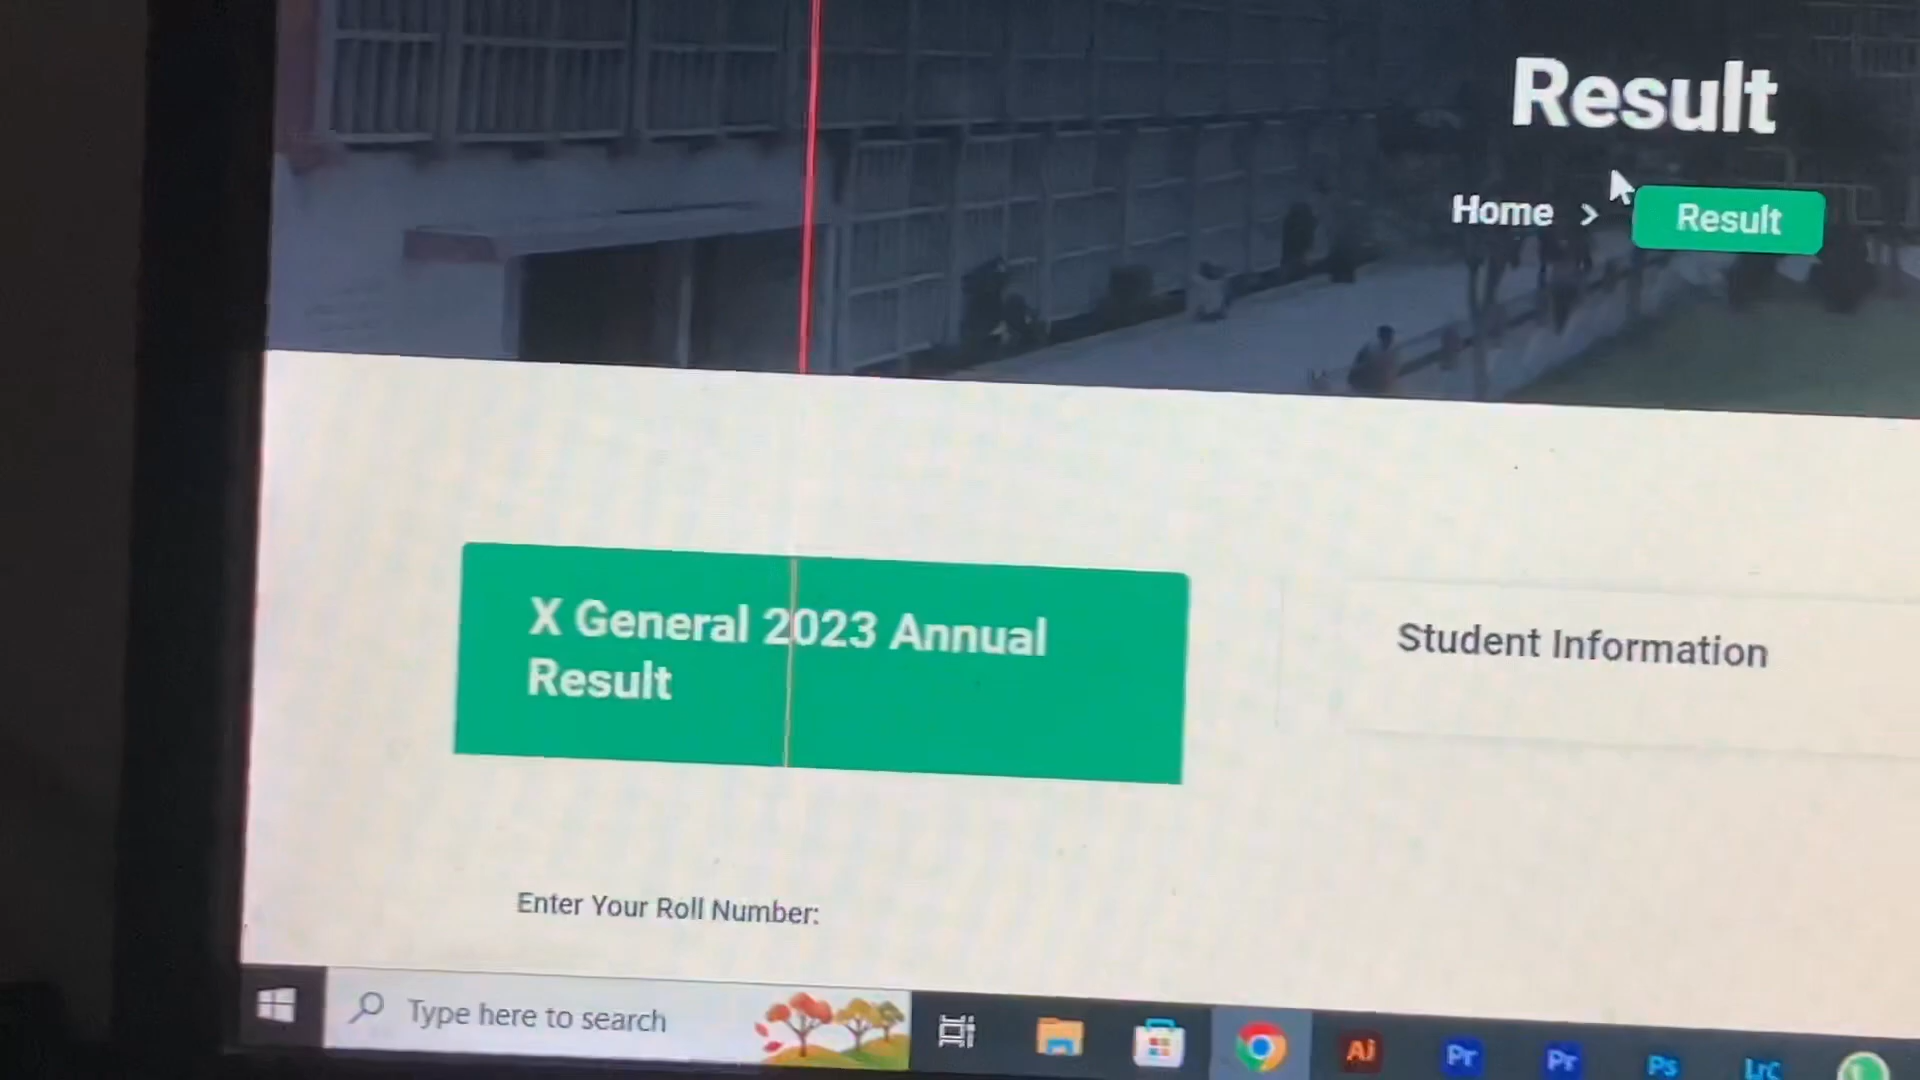 Result
Home > Result
X General 2023 Annual
Result
Student Information
Enter Your Roll Number:
Type here to search
Ai
Pr
Pr
Ps
LrC